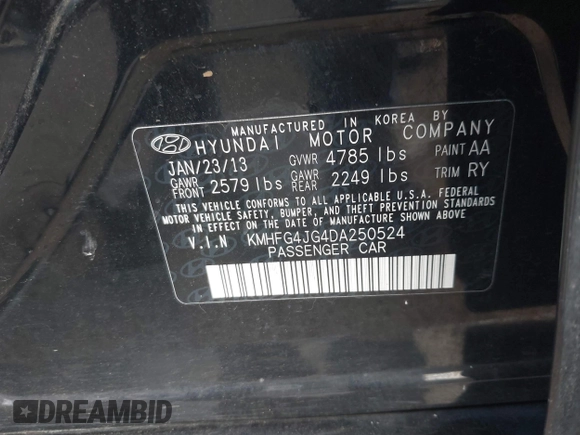 MANUFACTURED IN KOREA BY
HYUNDAI MOTOR COMPANY
JAN/23/13 GVWR 4785 lbs PAINT AA
GAWR FRONT 2579 lbs GAWR REAR 2249 lbs TRIM RY
THIS VEHICLE CONFORMS TO ALL APPLICABLE U.S.A. FEDERAL
MOTOR VEHICLE SAFETY, BUMPER, AND THEFT PREVENTION STANDARDS
IN EFFECT ON THE DATE OF MANUFACTURE SHOWN ABOVE.
V.I.N KMHFG4JG4DA250524
PASSENGER CAR
DREAMBID